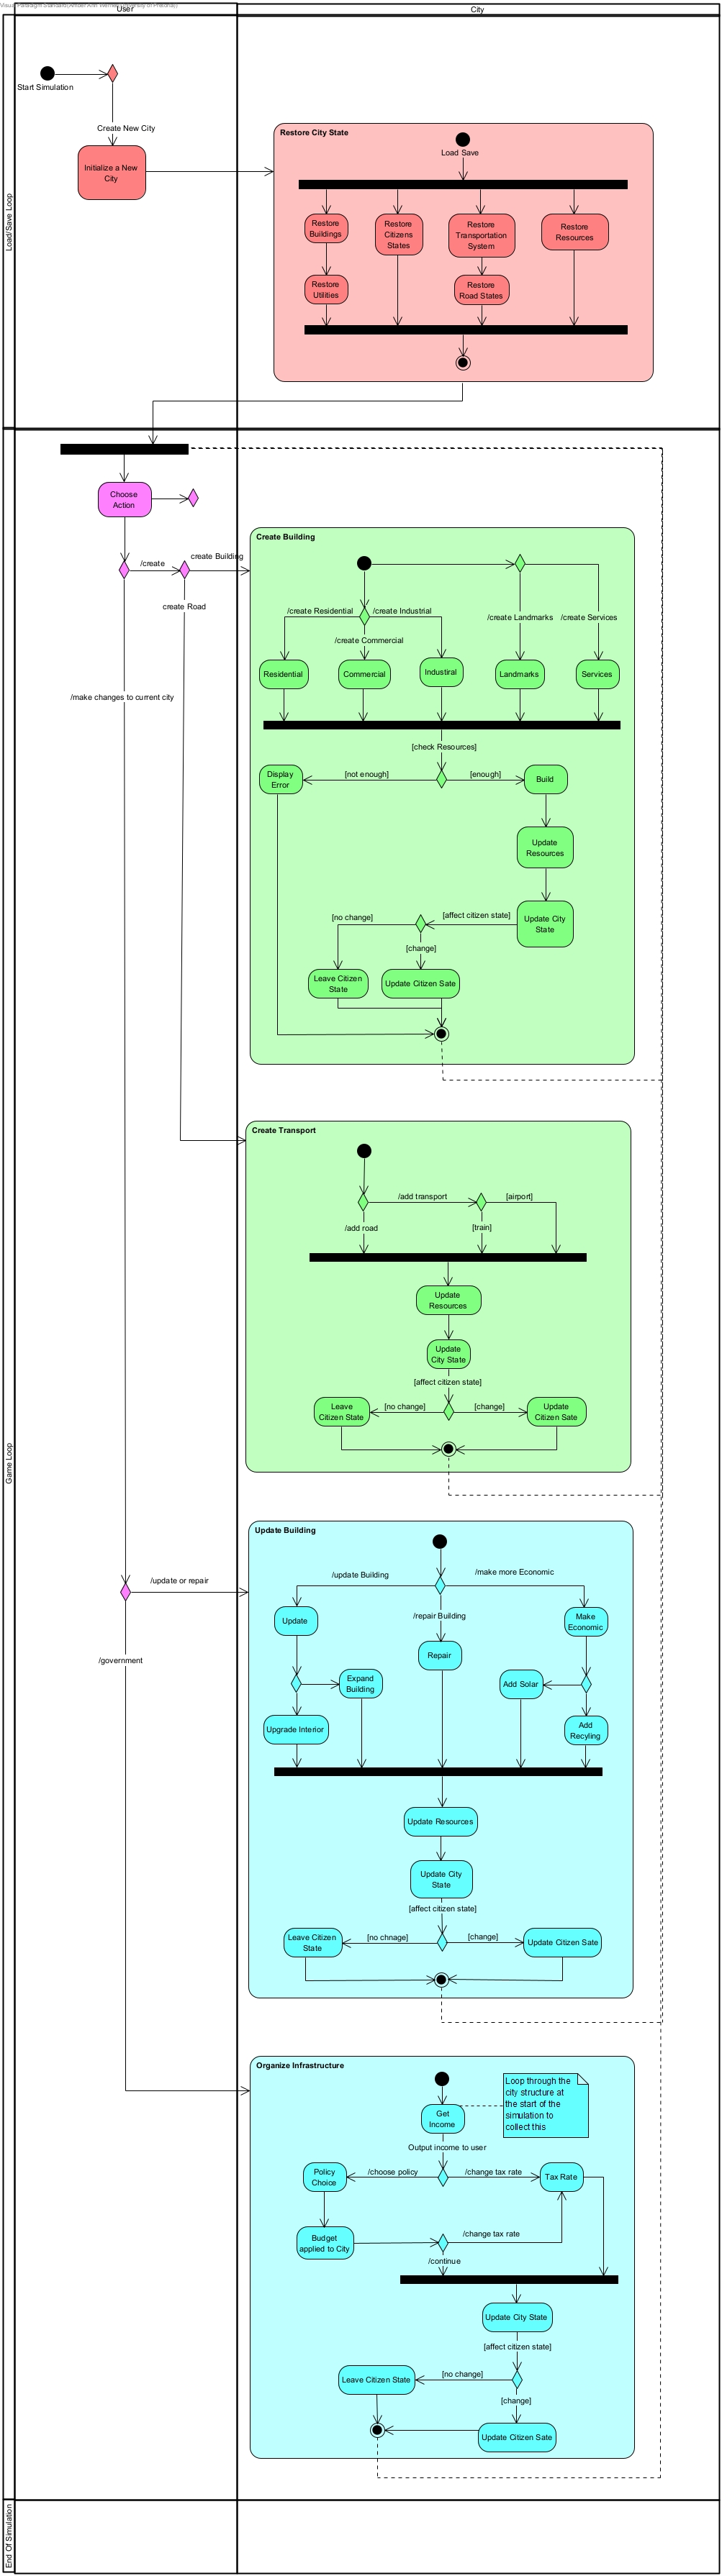 Visual Paradigm Standard(Amber Ann Werner(University of Pretoria))
User
City
Load/Save Loop
Start Simulation
Create New City
Initialize a New
City
Restore City State
Load Save
Restore
Buildings
Restore
Citizens
States
Restore
Transportation
System
Restore
Resources
Restore
Utilities
Restore
Road States
Game Loop
Choose
Action
/create
create Building
create Road
/make changes to current city
Create Building
/create Residential
/create Industrial
/create Commercial
/create Landmarks
/create Services
Residential
Commercial
Industiral
Landmarks
Services
[check Resources]
Display
Error
[not enough]
[enough]
Build
Update
Resources
Update City
State
[affect citizen state]
[no change]
[change]
Leave Citizen
State
Update Citizen Sate
Create Transport
/add transport
[airport]
/add road
[train]
Update
Resources
Update
City State
[affect citizen state]
Leave
Citizen State
[no change]
[change]
Update
Citizen Sate
/update or repair
/government
Update Building
/update Building
/make more Economic
/repair Building
Update
Make
Economic
Repair
Expand
Building
Add Solar
Upgrade Interior
Add
Recyling
Update Resources
Update City
State
[affect citizen state]
Leave Citizen
State
[no chnage]
[change]
Update Citizen Sate
Organize Infrastructure
Get
Income
Loop through the
city structure at
the start of the
simulation to
collect this
Output income to user
Policy
Choice
/choose policy
/change tax rate
Tax Rate
Budget
applied to City
/change tax rate
/continue
Update City State
[affect citizen state]
Leave Citizen State
[no change]
[change]
Update Citizen Sate
End Of Simulation